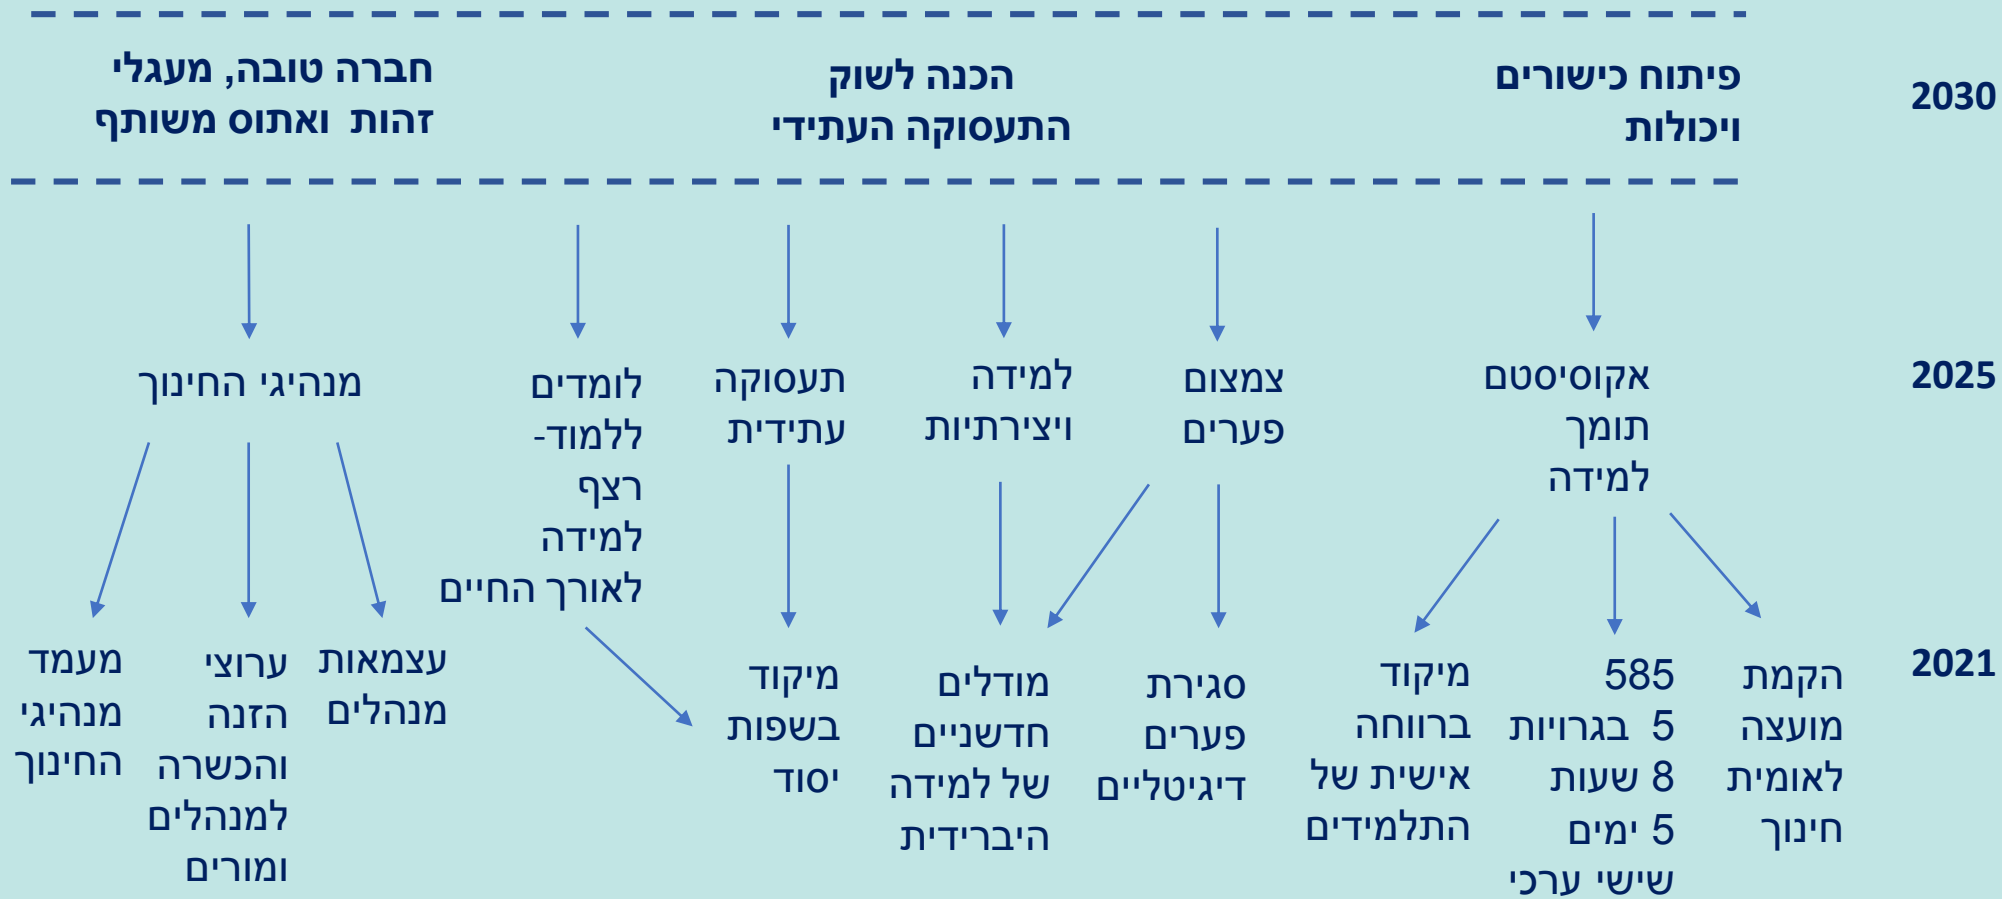 2030
פיתוח כישורים
ויכולות
הכנה לשוק
התעסוקה העתידי
חברה טובה, מעגלי
זהות ואתוס משותף
2025
אקוסיסטם
תומך
למידה
צמצום
פערים
למידה
ויצירתיות
תעסוקה
עתידית
לומדים
ללמוד-
רצף
למידה
לאורך החיים
מנהיגי החינוך
2021
הקמת
מועצה
לאומית
חינוך
585
5 בגרויות
8 שעות
5 ימים
שישי ערכי
מיקוד
ברווחה
אישית של
התלמידים
סגירת
פערים
דיגיטליים
מודלים
חדשניים
של למידה
היברידית
מיקוד
בשפות
יסוד
עצמאות
מנהלים
ערוצי
הזנה
והכשרה
למנהלים
ומורים
מעמד
מנהיגי
החינוך